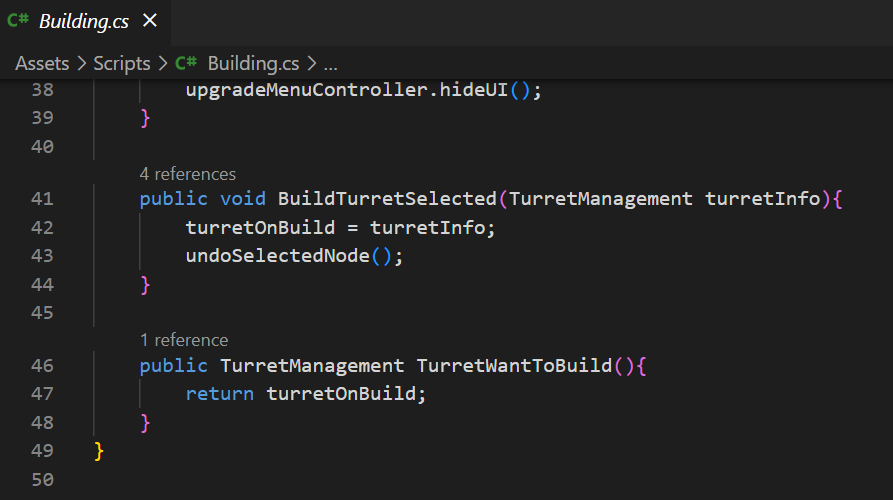 C# Building.cs ×
Assets > Scripts > C# Building.cs > ...
38 upgradeMenuController.hideUI();
39 }
40
4 references
41 public void BuildTurretSelected(TurretManagement turretInfo){
42 turretOnBuild = turretInfo;
43 undoSelectedNode();
44 }
45
1 reference
46 public TurretManagement TurretWantToBuild(){
47 return turretOnBuild;
48 }
49 }
50